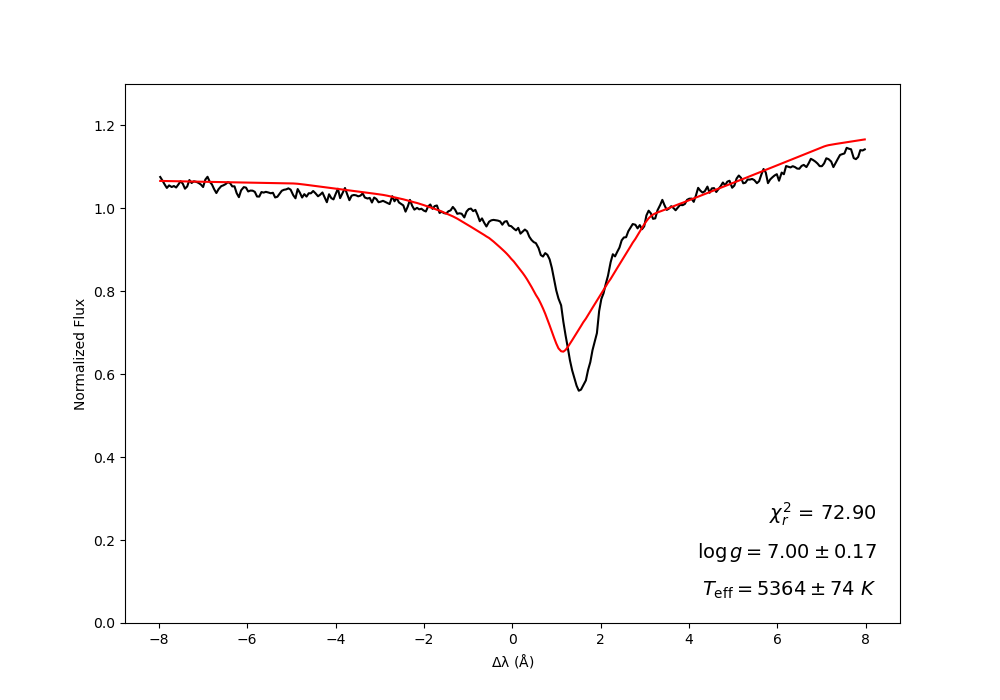 Normalized Flux
1.2
1.0
0.8
0.6
0.4
0.2
0.0
χ²ᵣ = 72.90
log g = 7.00 ± 0.17
T_eff = 5364 ± 74 K
−8 −6 −4 −2 0 2 4 6 8
Δλ (Å)